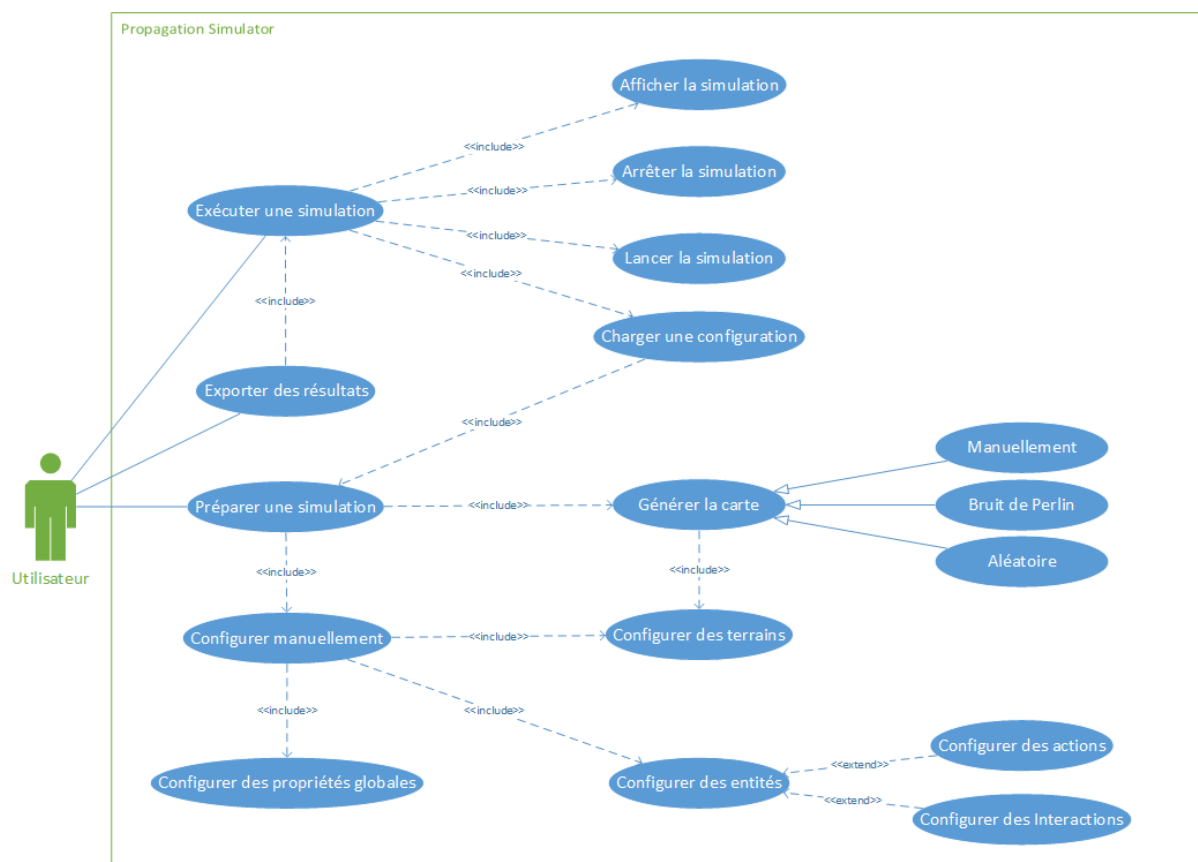 Propagation Simulator
Afficher la simulation
<<include>>
Arrêter la simulation
<<include>>
Exécuter une simulation
<<include>>
Lancer la simulation
<<include>>
<<include>>
Charger une configuration
Exporter des résultats
<<include>>
Manuellement
Préparer une simulation
<<include>>
Générer la carte
Bruit de Perlin
Aléatoire
<<include>>
<<include>>
Utilisateur
Configurer manuellement
<<include>>
Configurer des terrains
<<include>>
<<include>>
Configurer des actions
<<extend>>
Configurer des propriétés globales
Configurer des entités
<<extend>>
Configurer des Interactions